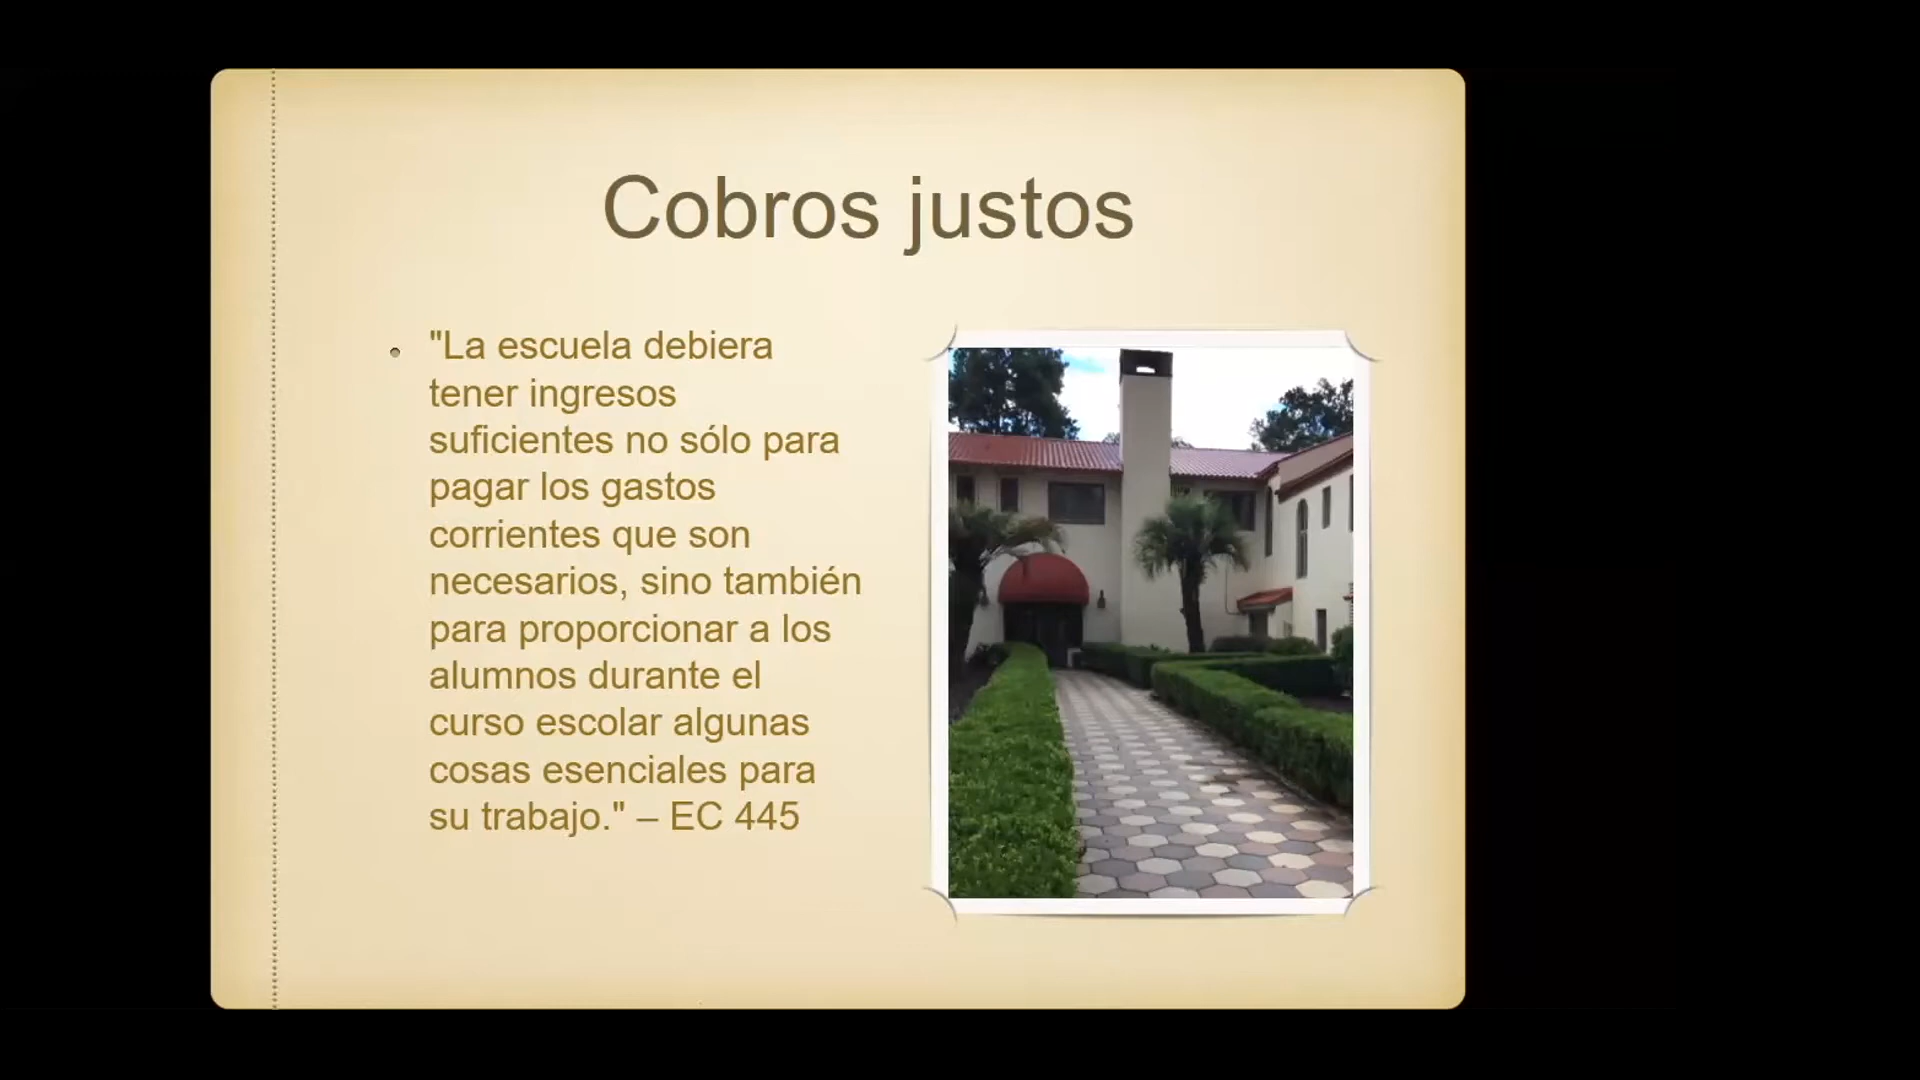 Cobros justos
"La escuela debiera
tener ingresos
suficientes no sólo para
pagar los gastos
corrientes que son
necesarios, sino también
para proporcionar a los
alumnos durante el
curso escolar algunas
cosas esenciales para
su trabajo." – EC 445